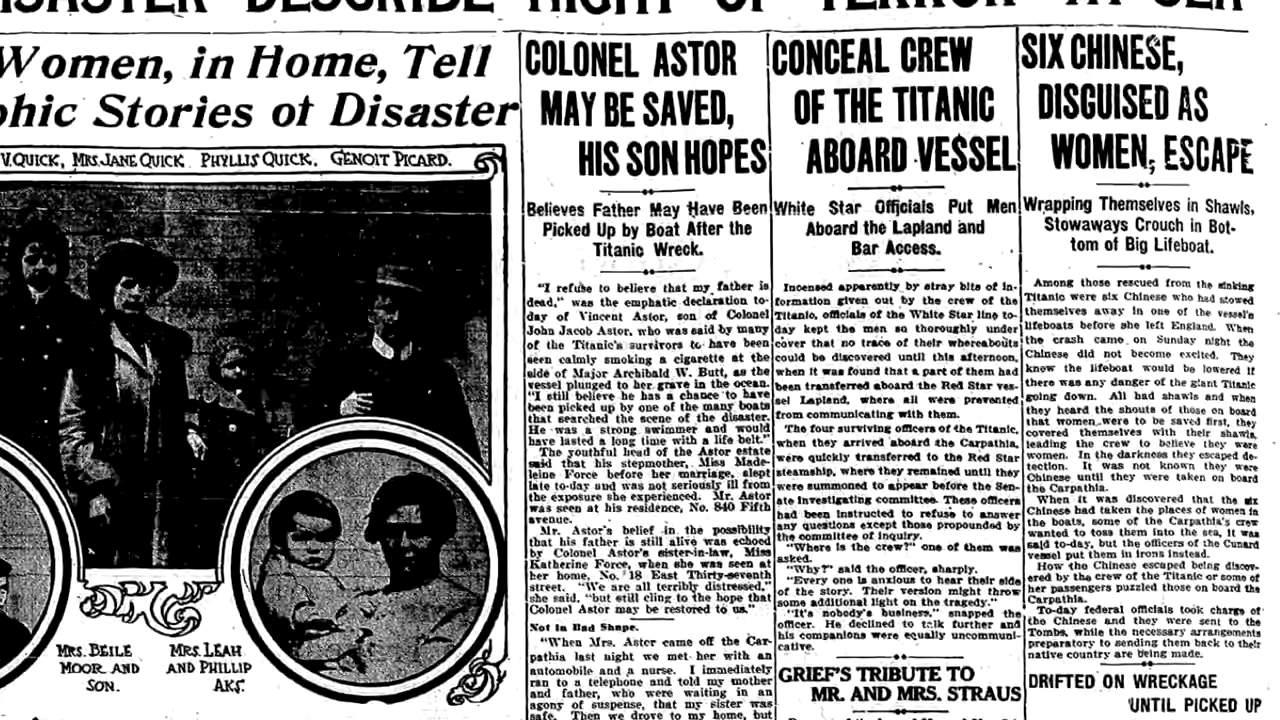 DISASTER DESCRIBE NIGHT OF TERROR AT SEA
Women, in Home, Tell
phic Stories of Disaster
V. QUICK, MRS. JANE QUICK PHYLLIS QUICK, GENOIT PICARD.
MRS. BEILE
MOOR AND
SON.
MRS. LEAH
AND PHILLIP
AKS.
COLONEL ASTOR
MAY BE SAVED,
HIS SON HOPES
Believes Father May Have Been
Picked Up by Boat After the
Titanic Wreck.
"I refuse to believe that my father is
dead," was the emphatic declaration to-
day of Vincent Astor, son of Colonel
John Jacob Astor, who was said by many
of the Titanic's survivors to have been
seen calmly smoking a cigarette at the
side of Major Archibald W. Butt, as the
vessel plunged to her grave in the ocean.
"I still believe he has a chance to have
been picked up by one of the many boats
that searched the scene of the disaster.
He was a strong swimmer and would
have lasted a long time with a life belt."
The youthful head of the Astor estate
said that his stepmother, Miss Made-
leine Force before her marriage, slept
late to-day and was not seriously ill from
the exposure she experienced. Mr. Astor
was seen at his residence, No. 840 Fifth
avenue.
Mr. Astor's belief in the possibility
that his father is still alive was echoed
by Colonel Astor's sister-in-law, Miss
Katherine Force, when she was seen at
her home, No. 18 East Thirty-seventh
street. "We are all terribly distressed,"
she said, "but still cling to the hope that
Colonel Astor may be restored to us."
Not in Bad Shape.
"When Mrs. Astor came off the Car-
pathia last night we met her with an
automobile and a nurse. I immediately
ran to a telephone and told my mother
and father, who were waiting in an
agony of suspense, that my sister was
safe. Then we drove to my home, but
CONCEAL CREW
OF THE TITANIC
ABOARD VESSEL
White Star Officials Put Men
Aboard the Lapland and
Bar Access.
Incensed apparently by stray bits of in-
formation given out by the crew of the
Titanic, officials of the White Star line to-
day kept the men so thoroughly under
cover that no trace of their whereabouts
could be discovered until this afternoon,
when it was found that a part of them had
been transferred aboard the Red Star ves-
sel Lapland, where all were prevented
from communicating with them.
The four surviving officers of the Titanic,
when they arrived aboard the Carpathia,
were quickly transferred to the Red Star
steamship, where they remained until they
were summoned to appear before the Sen-
ate investigating committee. These officers
had been instructed to refuse to answer
any questions except those propounded by
the committee of inquiry.
"Where is the crew?" one of them was
asked.
"Why?" said the officer, sharply.
"Every one is anxious to hear their side
of the story. Their version might throw
some additional light on the tragedy."
"It's nobody's business," snapped the
officer. He declined to talk further and
his companions were equally uncommuni-
cative.
GRIEF'S TRIBUTE TO
MR. AND MRS. STRAUS
SIX CHINESE,
DISGUISED AS
WOMEN, ESCAPE
Wrapping Themselves in Shawls,
Stowaways Crouch in Bot-
tom of Big Lifeboat.
Among those rescued from the sinking
Titanic were six Chinese who had stowed
themselves away in one of the vessel's
lifeboats before she left England. When
the crash came on Sunday night the
Chinese did not become excited. They
knew the lifeboat would be lowered if
there was any danger of the giant Titanic
going down. All had shawls and when
they heard the shouts of those on board
that women were to be saved first, they
covered themselves with their shawls,
leading the crew to believe they were
women. In the darkness they escaped de-
tection. It was not known they were
Chinese until they were taken on board
the Carpathia.
When it was discovered that the six
Chinese had taken the places of women in
the boats, some of the Carpathia's crew
wanted to toss them into the sea, it was
said to-day, but the officers of the Cunard
vessel put them in irons instead.
How the Chinese escaped being discov-
ered by the crew of the Titanic or some of
her passengers puzzled those on board the
Carpathia.
To-day federal officials took charge of
the Chinese and they were sent to the
Tombs, while the necessary arrangements
preparatory to sending them back to their
native country are being made.
DRIFTED ON WRECKAGE
UNTIL PICKED UP